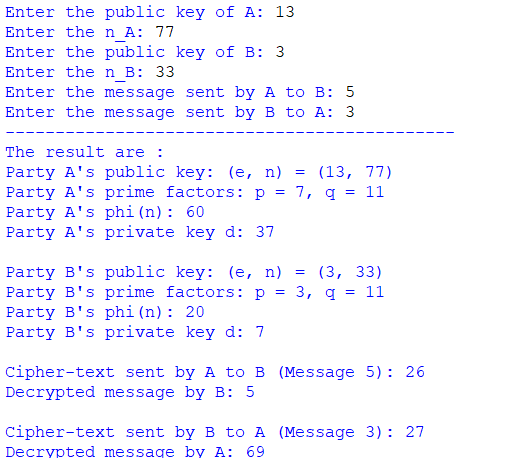 Enter the public key of A: 13
Enter the n_A: 77
Enter the public key of B: 3
Enter the n_B: 33
Enter the message sent by A to B: 5
Enter the message sent by B to A: 3
---------------------------------------------
The result are :
Party A's public key: (e, n) = (13, 77)
Party A's prime factors: p = 7, q = 11
Party A's phi(n): 60
Party A's private key d: 37
Party B's public key: (e, n) = (3, 33)
Party B's prime factors: p = 3, q = 11
Party B's phi(n): 20
Party B's private key d: 7
Cipher-text sent by A to B (Message 5): 26
Decrypted message by B: 5
Cipher-text sent by B to A (Message 3): 27
Decrypted message by A: 69